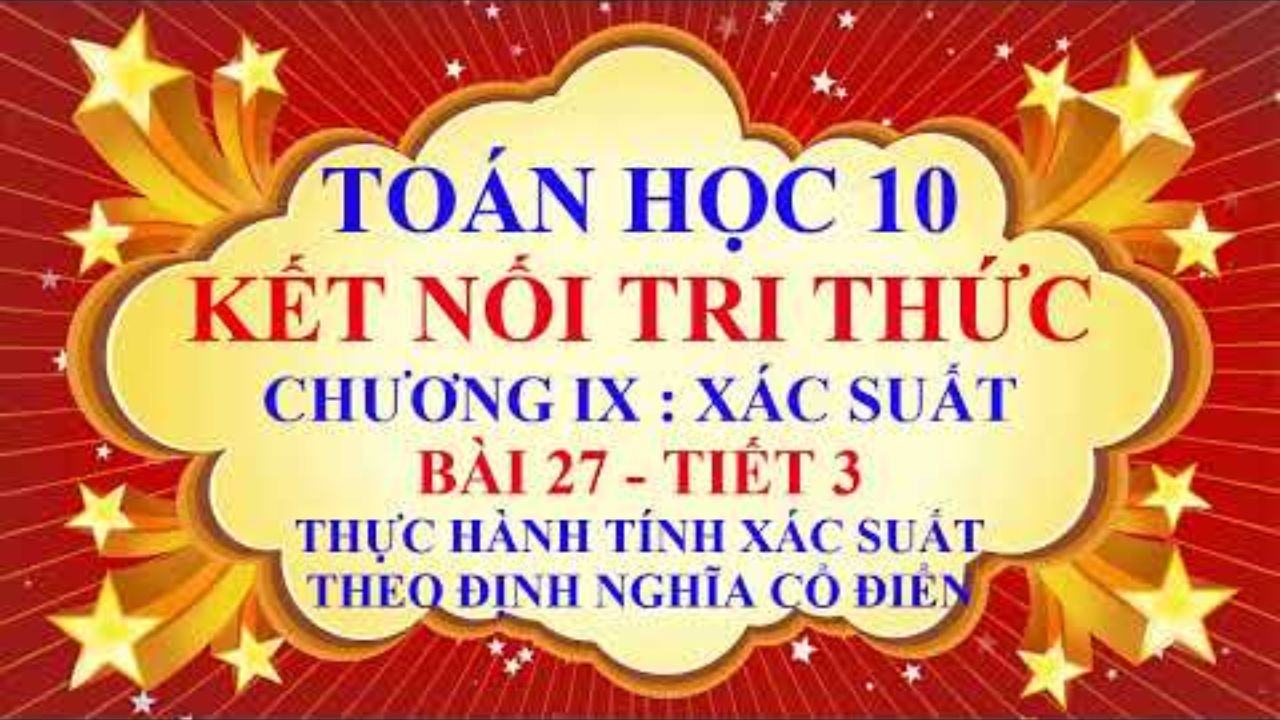 TOÁN HỌC 10
KẾT NỐI TRI THỨC
CHƯƠNG IX : XÁC SUẤT
BÀI 27 - TIẾT 3
THỰC HÀNH TÍNH XÁC SUẤT
THEO ĐỊNH NGHĨA CỔ ĐIỂN